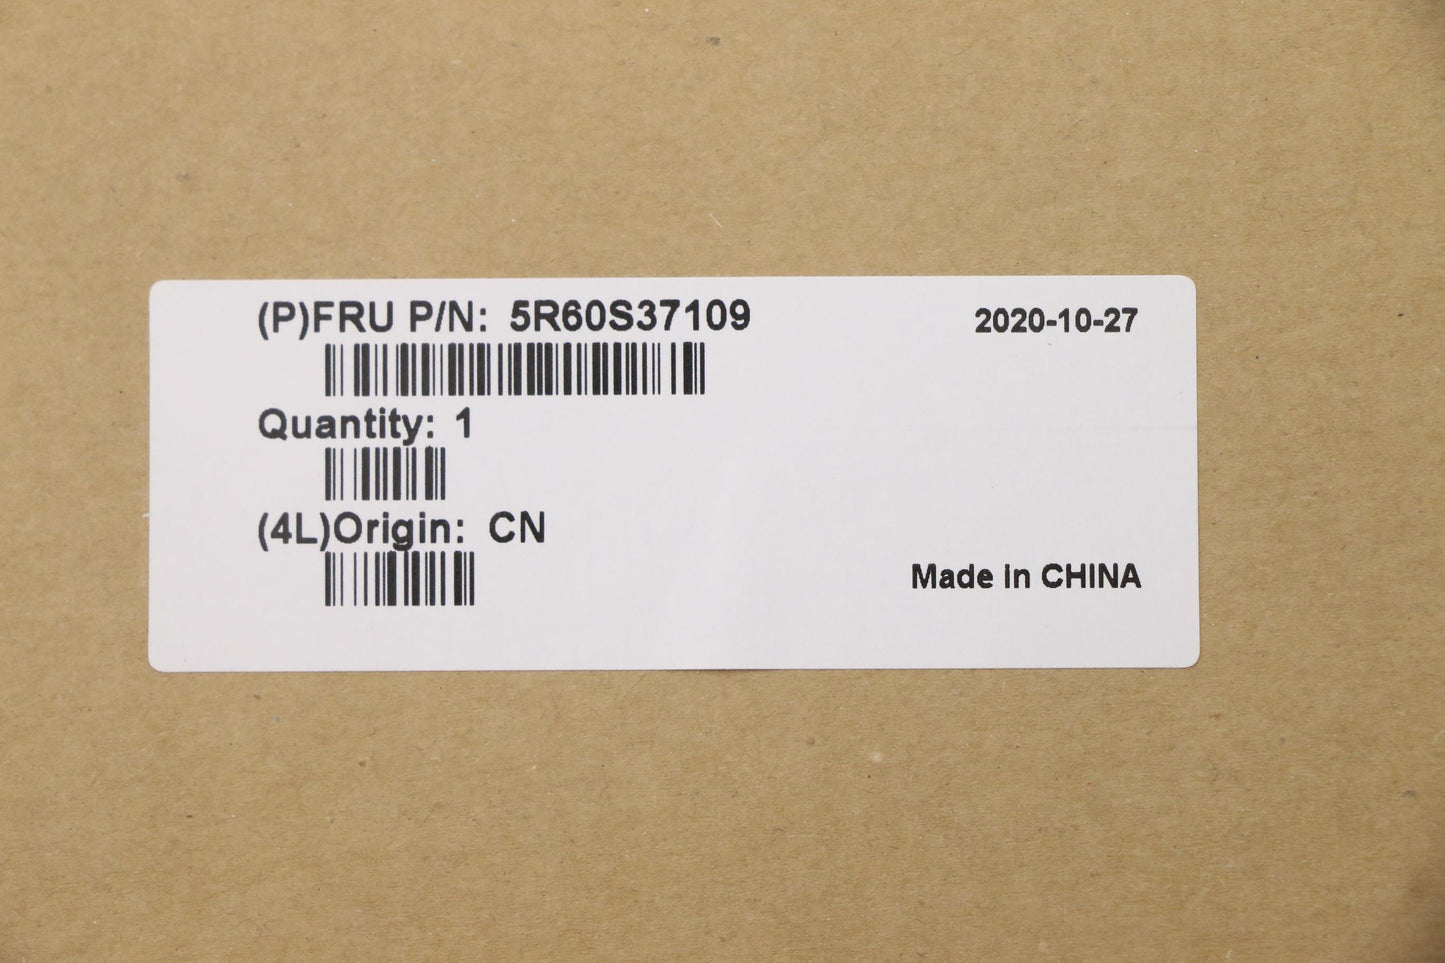 (P)FRU P/N: 5R60S37109
2020-10-27
Quantity: 1
(4L)Origin: CN
Made in CHINA